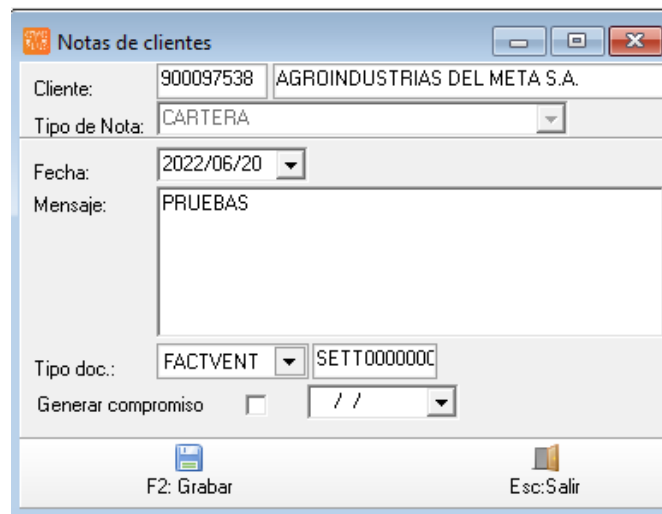 Notas de clientes
Cliente: 900097538 AGROINDUSTRIAS DEL META S.A.
Tipo de Nota: CARTERA
Fecha: 2022/06/20
Mensaje: PRUEBAS
Tipo doc.: FACTVENT
Generar compromiso / /
F2: Grabar Esc:Salir